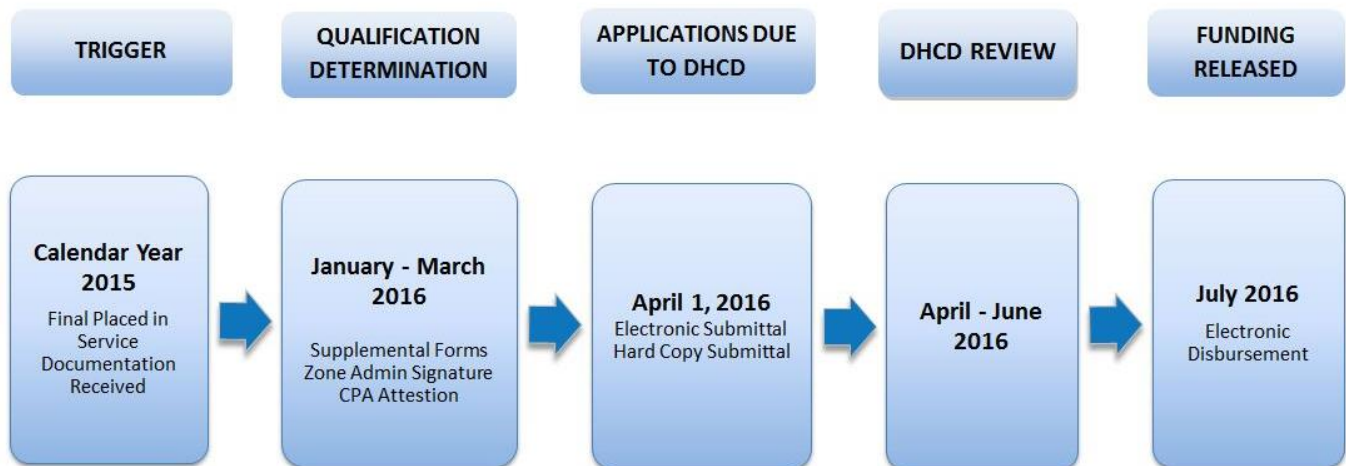 TRIGGER
QUALIFICATION
DETERMINATION
APPLICATIONS DUE
TO DHCD
DHCD REVIEW
FUNDING
RELEASED
Calendar Year
2015
Final Placed in
Service
Documentation
Received
January - March
2016
Supplemental Forms
Zone Admin Signature
CPA Attestion
April 1, 2016
Electronic Submittal
Hard Copy Submittal
April - June
2016
July 2016
Electronic
Disbursement